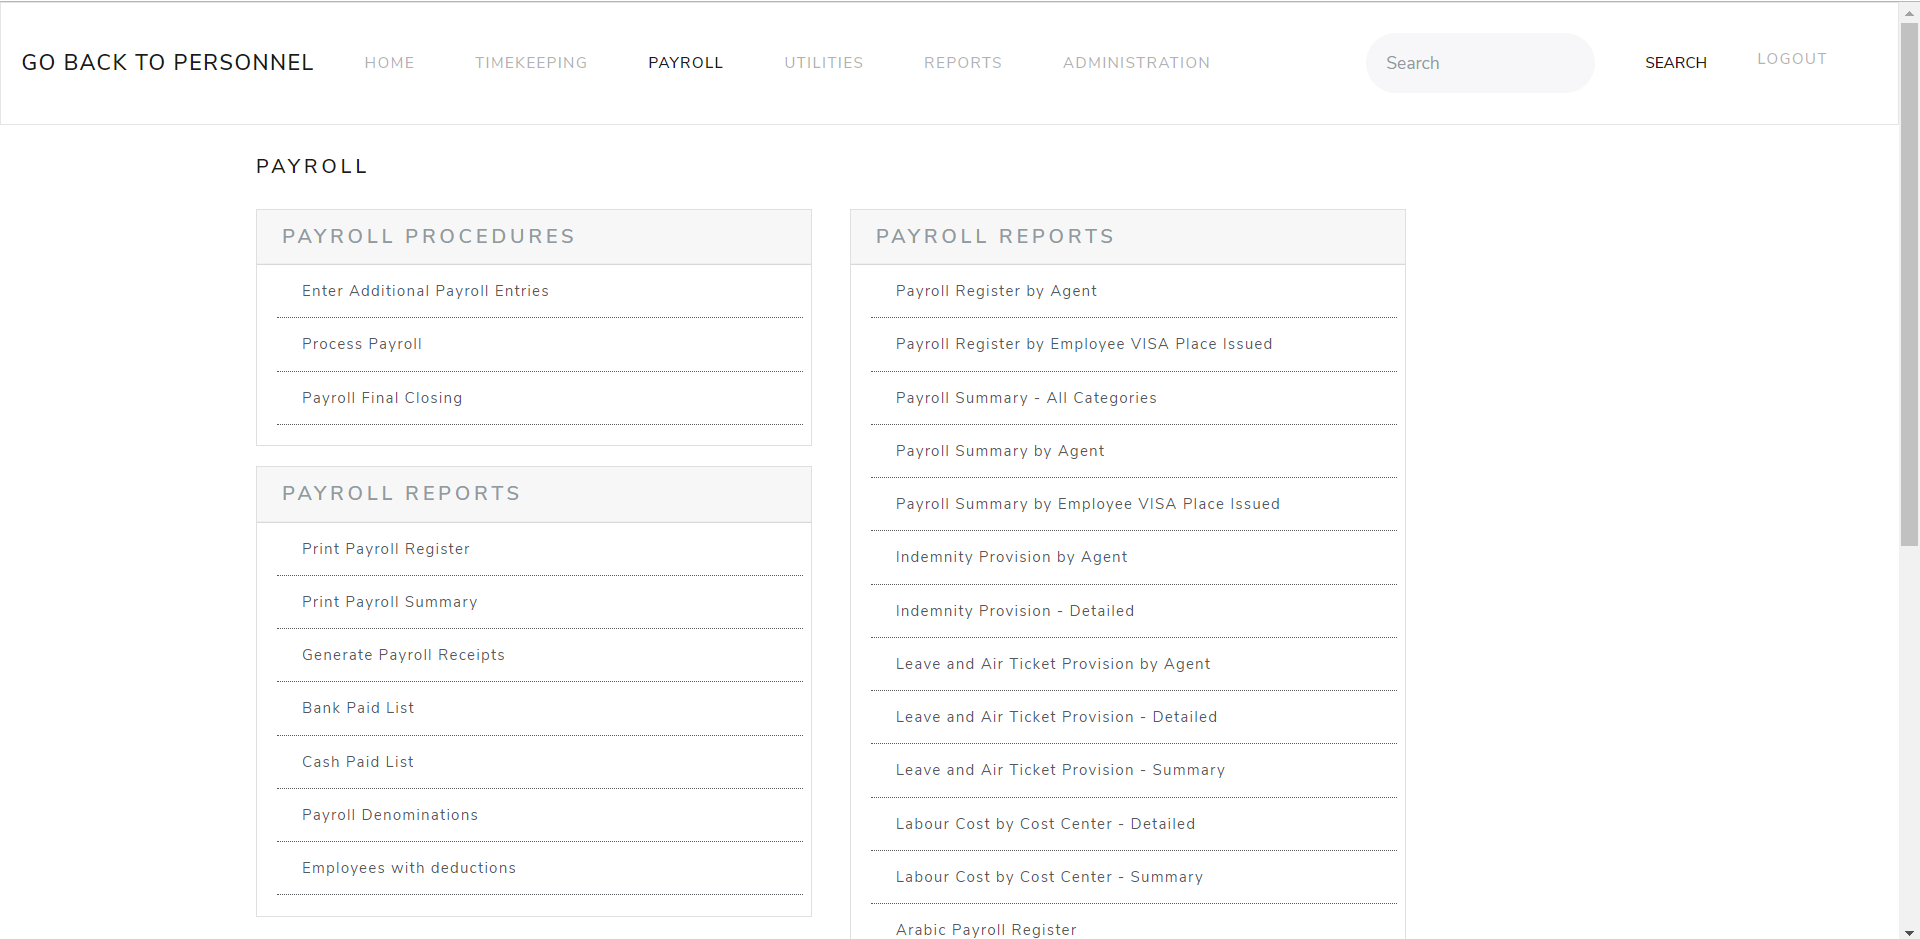 GO BACK TO PERSONNEL HOME TIMEKEEPING PAYROLL UTILITIES REPORTS ADMINISTRATION Search SEARCH LOGOUT
PAYROLL
PAYROLL PROCEDURES
Enter Additional Payroll Entries
Process Payroll
Payroll Final Closing
PAYROLL REPORTS
Print Payroll Register
Print Payroll Summary
Generate Payroll Receipts
Bank Paid List
Cash Paid List
Payroll Denominations
Employees with deductions
PAYROLL REPORTS
Payroll Register by Agent
Payroll Register by Employee VISA Place Issued
Payroll Summary - All Categories
Payroll Summary by Agent
Payroll Summary by Employee VISA Place Issued
Indemnity Provision by Agent
Indemnity Provision - Detailed
Leave and Air Ticket Provision by Agent
Leave and Air Ticket Provision - Detailed
Leave and Air Ticket Provision - Summary
Labour Cost by Cost Center - Detailed
Labour Cost by Cost Center - Summary
Arabic Payroll Register